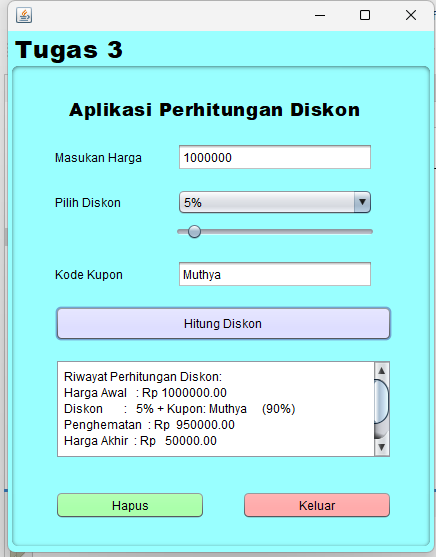 Tugas 3
Aplikasi Perhitungan Diskon
Masukan Harga 1000000
Pilih Diskon 5%
Kode Kupon Muthya
Hitung Diskon
Riwayat Perhitungan Diskon:
Harga Awal : Rp 1000000.00
Diskon : 5% + Kupon: Muthya (90%)
Penghematan : Rp 950000.00
Harga Akhir : Rp 50000.00
Hapus Keluar